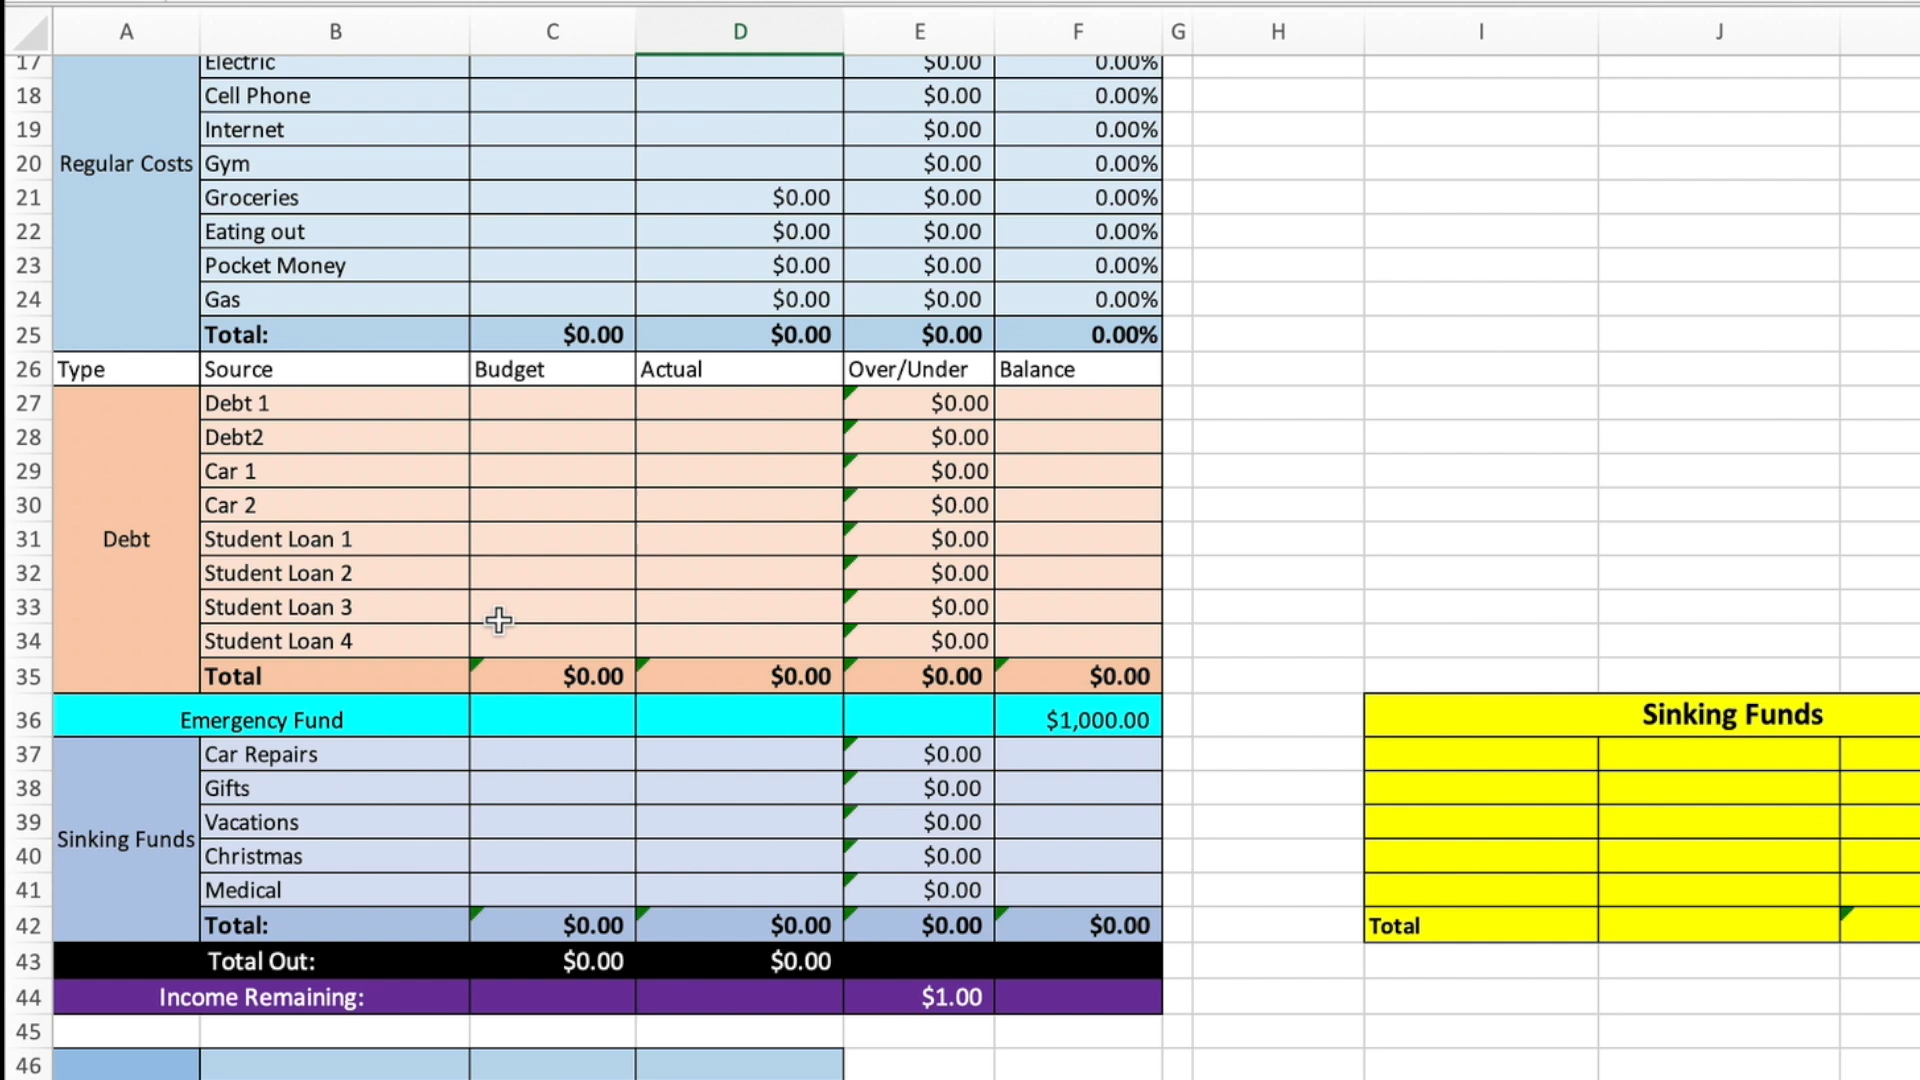 A B C D E F G H I J
17 Electric $0.00 0.00%
18 Cell Phone $0.00 0.00%
19 Internet $0.00 0.00%
20 Regular Costs Gym $0.00 0.00%
21 Groceries $0.00 $0.00 0.00%
22 Eating out $0.00 $0.00 0.00%
23 Pocket Money $0.00 $0.00 0.00%
24 Gas $0.00 $0.00 0.00%
25 Total: $0.00 $0.00 $0.00 0.00%
26 Type Source Budget Actual Over/Under Balance
27 Debt 1 $0.00
28 Debt2 $0.00
29 Car 1 $0.00
30 Car 2 $0.00
31 Debt Student Loan 1 $0.00
32 Student Loan 2 $0.00
33 Student Loan 3 $0.00
34 Student Loan 4 $0.00
35 Total $0.00 $0.00 $0.00 $0.00
36 Emergency Fund $1,000.00 Sinking Funds
37 Car Repairs $0.00
38 Gifts $0.00
39 Vacations $0.00
Sinking Funds
40 Christmas $0.00
41 Medical $0.00
42 Total: $0.00 $0.00 $0.00 $0.00 Total
43 Total Out: $0.00 $0.00
44 Income Remaining: $1.00
45
46